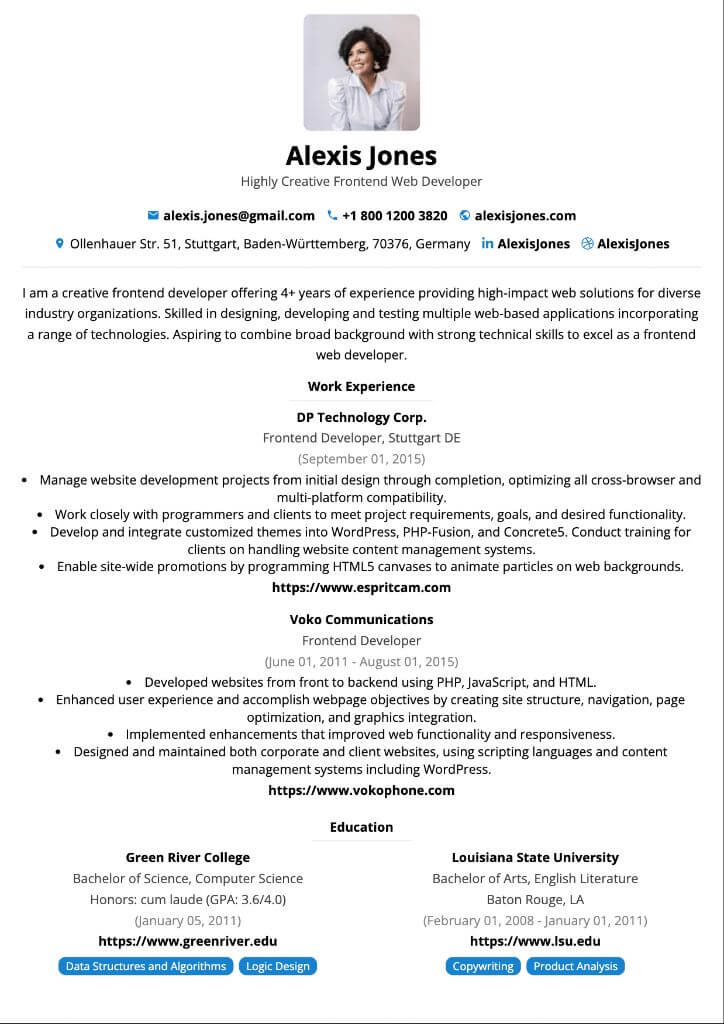 Alexis Jones
Highly Creative Frontend Web Developer
alexis.jones@gmail.com +1 800 1200 3820 alexisjones.com
Ollenhauer Str. 51, Stuttgart, Baden-Württemberg, 70376, Germany in AlexisJones AlexisJones
I am a creative frontend developer offering 4+ years of experience providing high-impact web solutions for diverse
industry organizations. Skilled in designing, developing and testing multiple web-based applications incorporating
a range of technologies. Aspiring to combine broad background with strong technical skills to excel as a frontend
web developer.
Work Experience
DP Technology Corp.
Frontend Developer, Stuttgart DE
(September 01, 2015)
• Manage website development projects from initial design through completion, optimizing all cross-browser and
multi-platform compatibility.
• Work closely with programmers and clients to meet project requirements, goals, and desired functionality.
• Develop and integrate customized themes into WordPress, PHP-Fusion, and Concrete5. Conduct training for
clients on handling website content management systems.
• Enable site-wide promotions by programming HTML5 canvases to animate particles on web backgrounds.
https://www.espritcam.com
Voko Communications
Frontend Developer
(June 01, 2011 - August 01, 2015)
• Developed websites from front to backend using PHP, JavaScript, and HTML.
• Enhanced user experience and accomplish webpage objectives by creating site structure, navigation, page
optimization, and graphics integration.
• Implemented enhancements that improved web functionality and responsiveness.
• Designed and maintained both corporate and client websites, using scripting languages and content
management systems including WordPress.
https://www.vokophone.com
Education
Green River College
Bachelor of Science, Computer Science
Honors: cum laude (GPA: 3.6/4.0)
(January 05, 2011)
https://www.greenriver.edu
Data Structures and Algorithms Logic Design
Louisiana State University
Bachelor of Arts, English Literature
Baton Rouge, LA
(February 01, 2008 - January 01, 2011)
https://www.lsu.edu
Copywriting Product Analysis